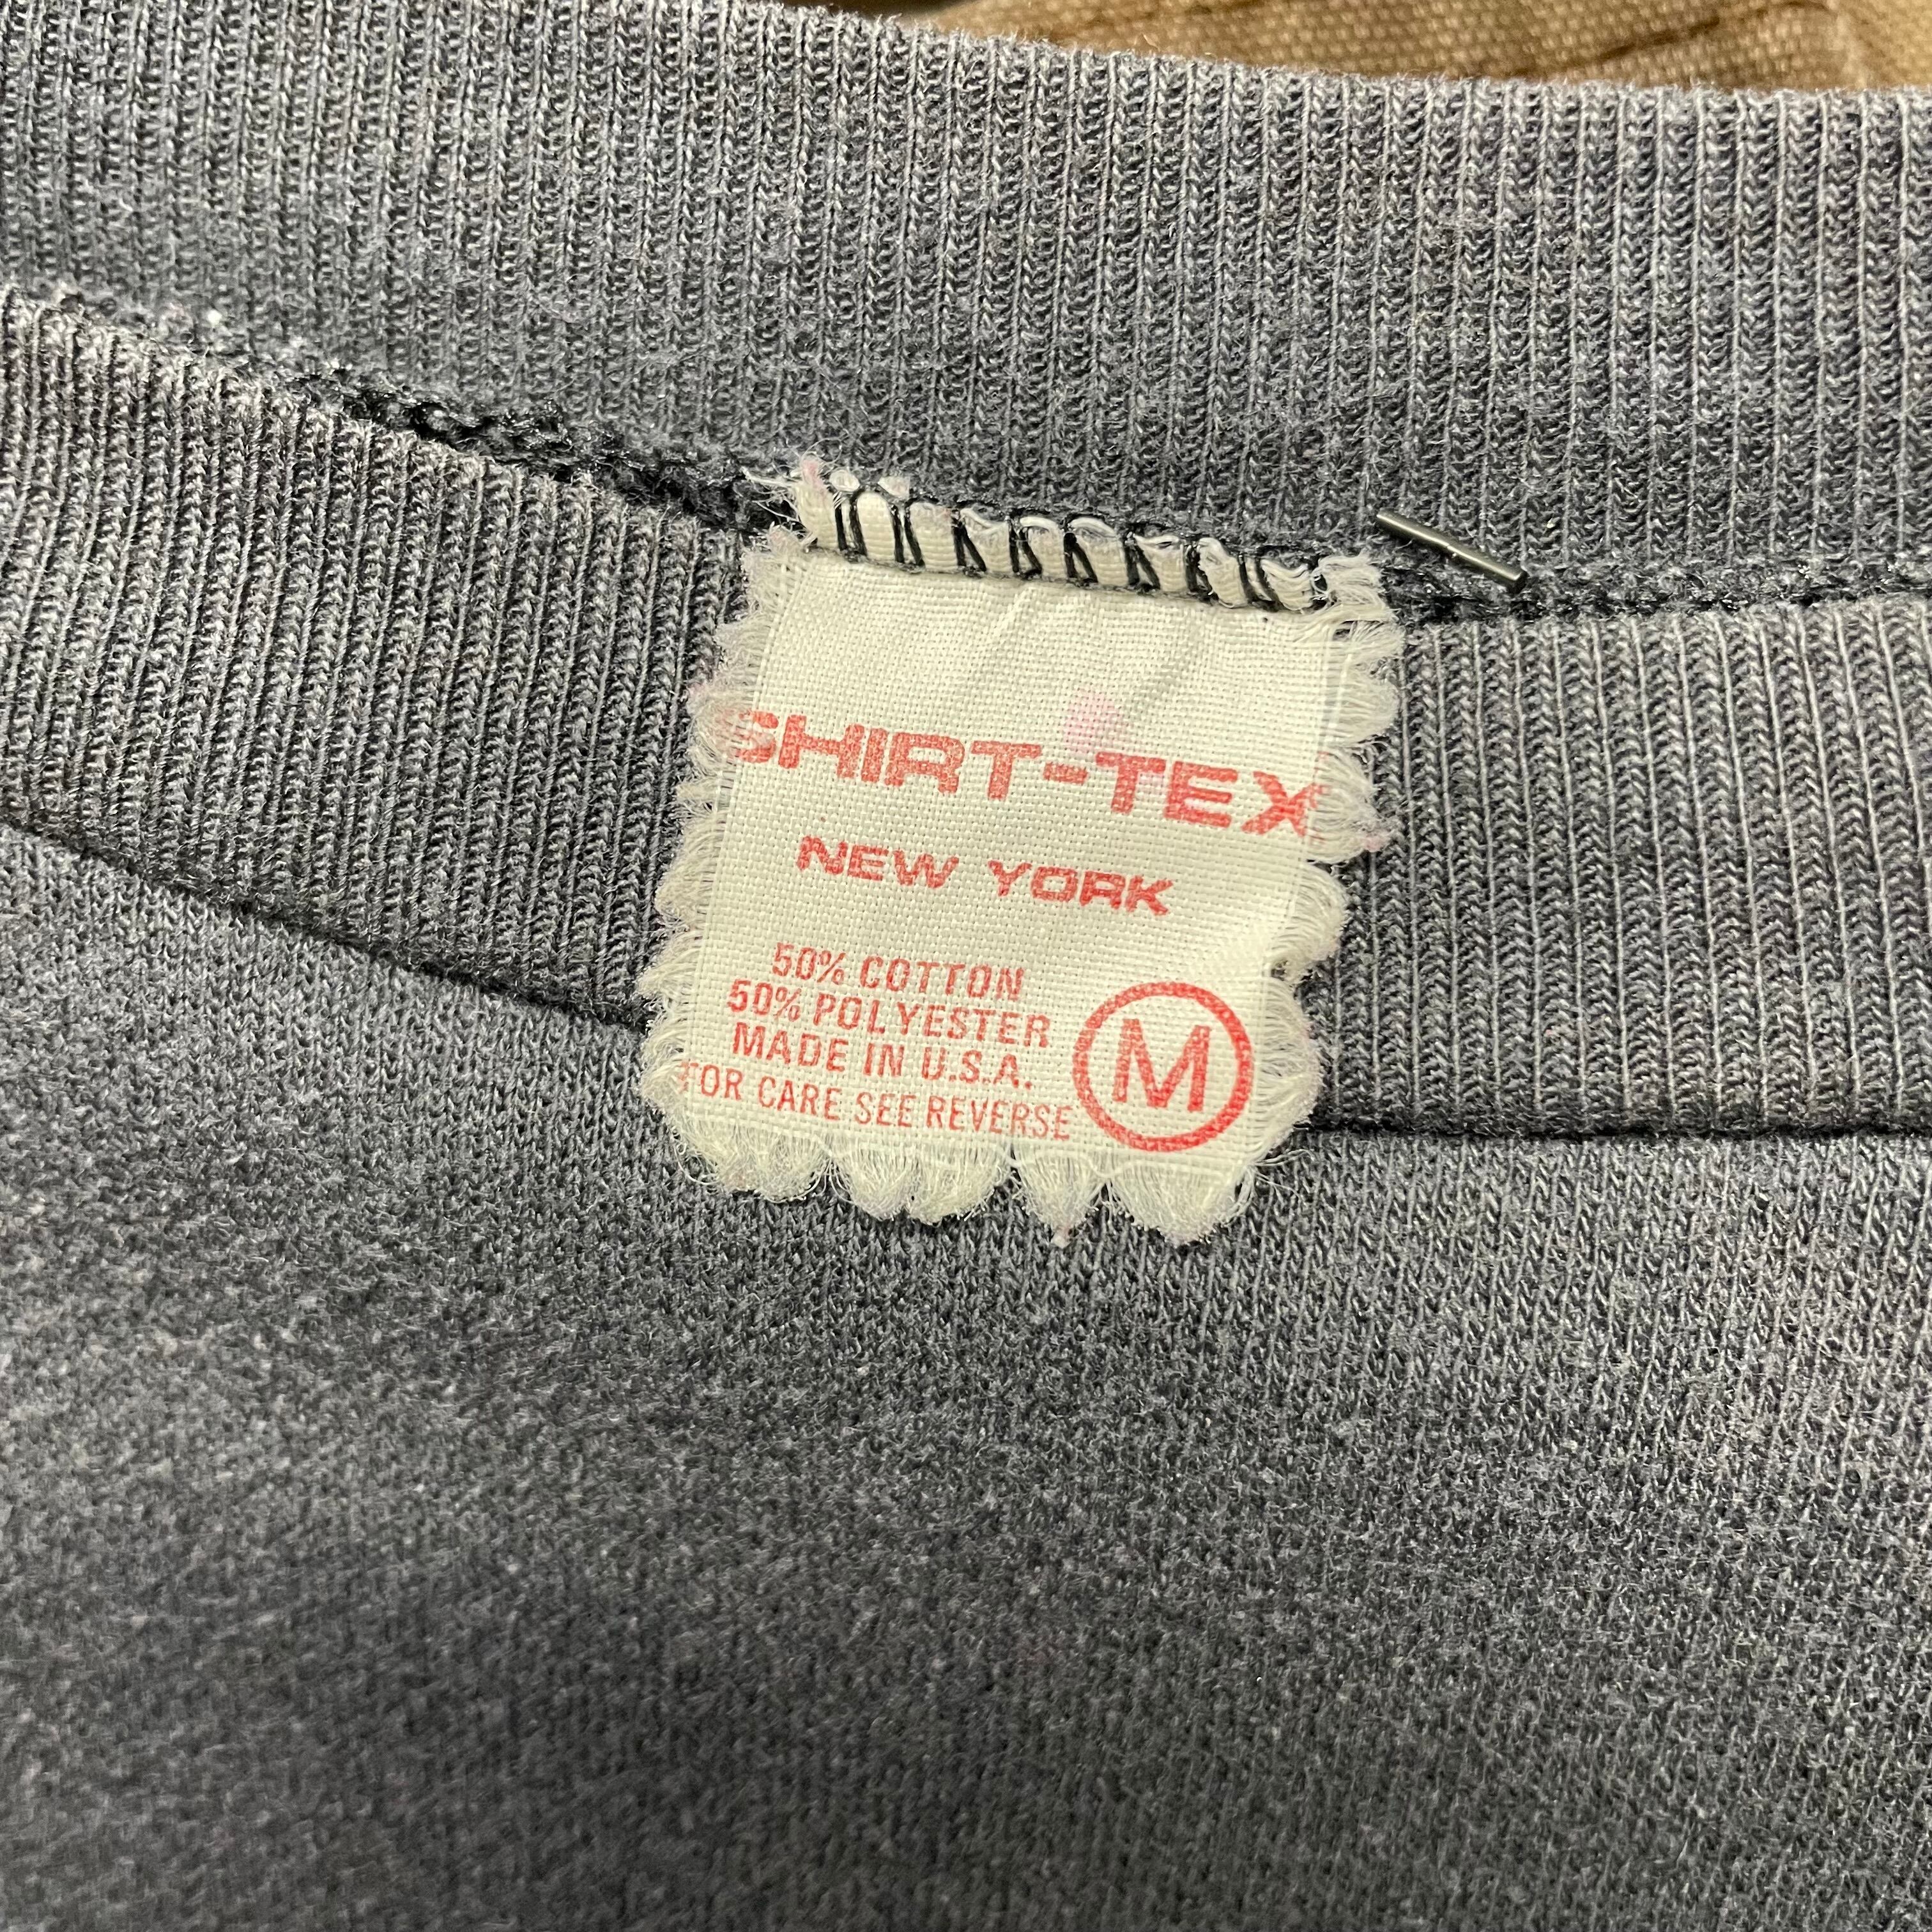 SHIRT-TEX
NEW YORK
50% COTTON
50% POLYESTER
MADE IN U.S.A.
FOR CARE SEE REVERSE
M